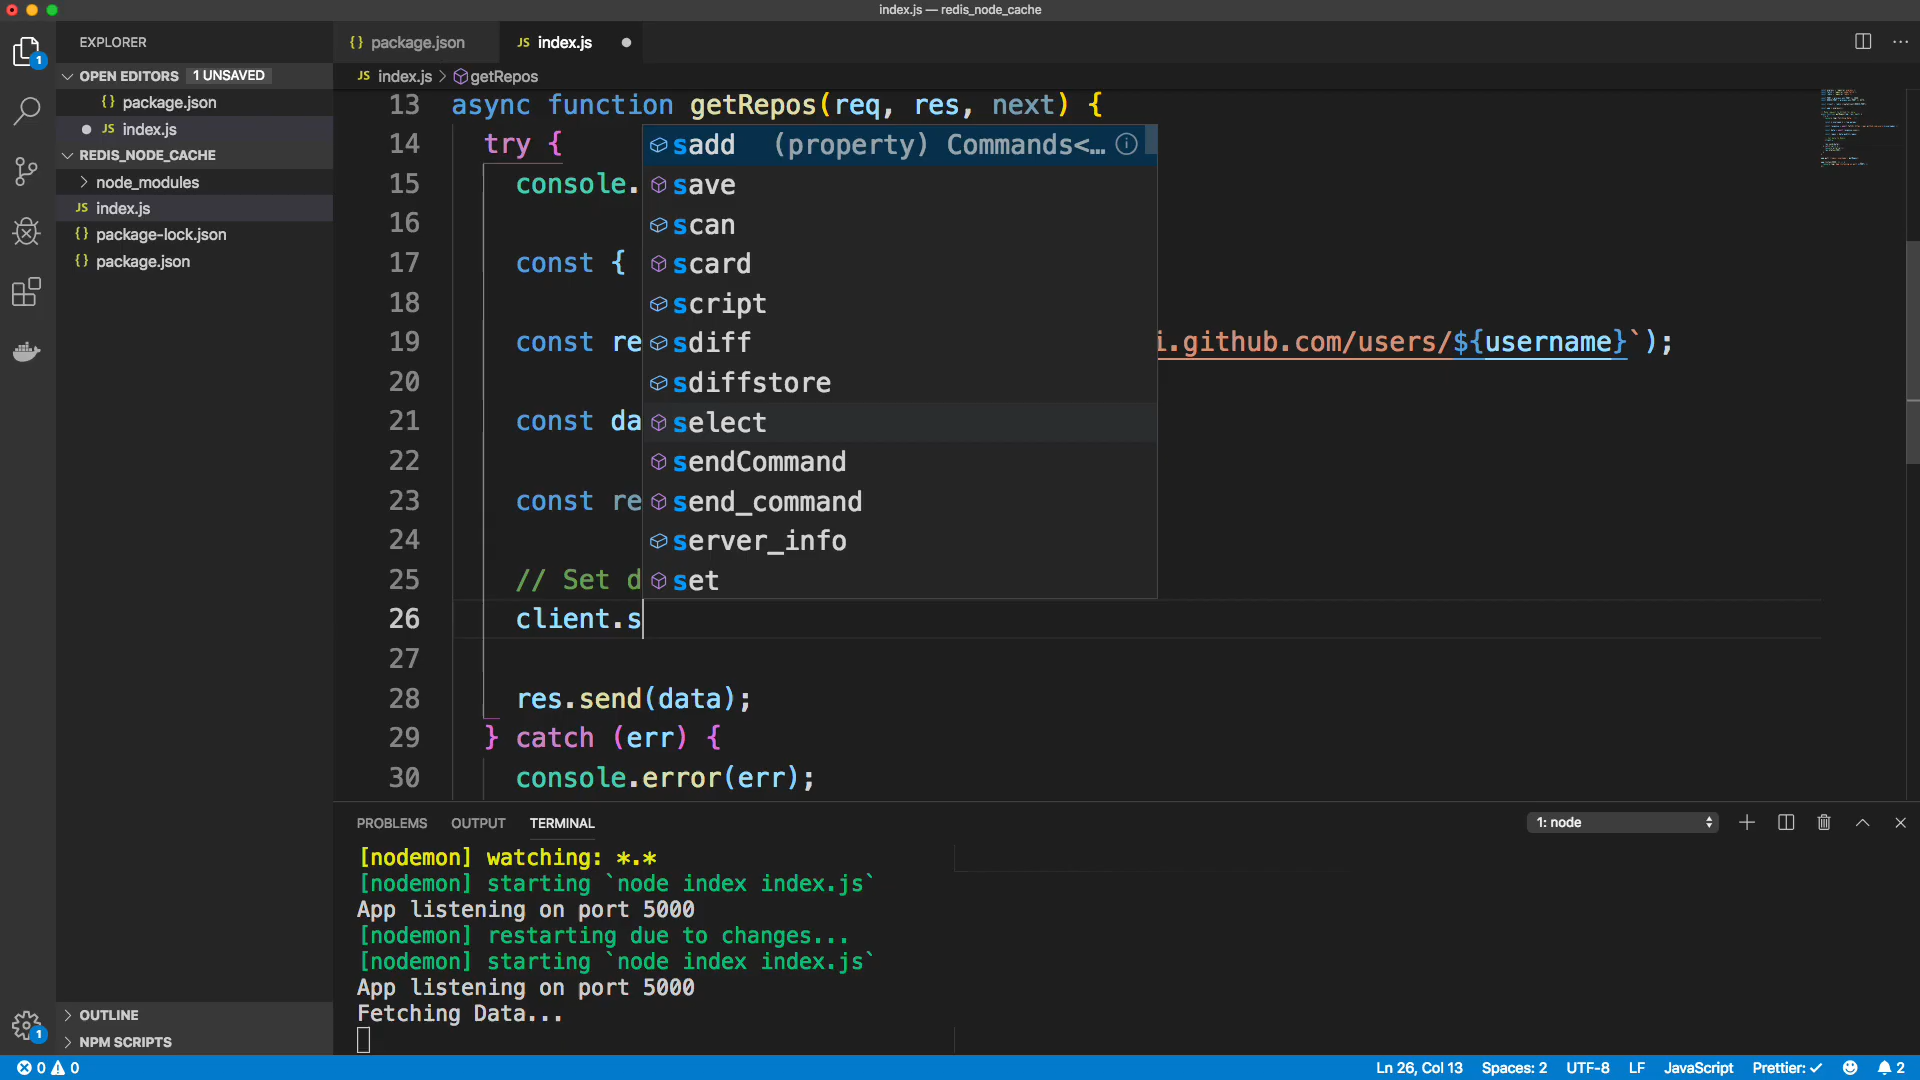 index.js — redis_node_cache
EXPLORER
{} package.json
JS index.js
1
OPEN EDITORS 1 UNSAVED
JS index.js > getRepos
{} package.json
JS index.js
REDIS_NODE_CACHE
node_modules
JS index.js
{} package-lock.json
{} package.json
13 async function getRepos(req, res, next) {
14 try {
15 console.
16
17 const {
18
19 const re i.github.com/users/${username}`);
20
21 const da
22
23 const re
24
25 // Set d
26 client.s
27
28 res.send(data);
29 } catch (err) {
30 console.error(err);
sadd (property) Commands<…
save
scan
scard
script
sdiff
sdiffstore
select
sendCommand
send_command
server_info
set
PROBLEMS OUTPUT TERMINAL
1: node
[nodemon] watching: *.*
[nodemon] starting `node index index.js`
App listening on port 5000
[nodemon] restarting due to changes...
[nodemon] starting `node index index.js`
App listening on port 5000
Fetching Data...
OUTLINE
NPM SCRIPTS
1
0 0
Ln 26, Col 13 Spaces: 2 UTF-8 LF JavaScript Prettier: ✓ 2